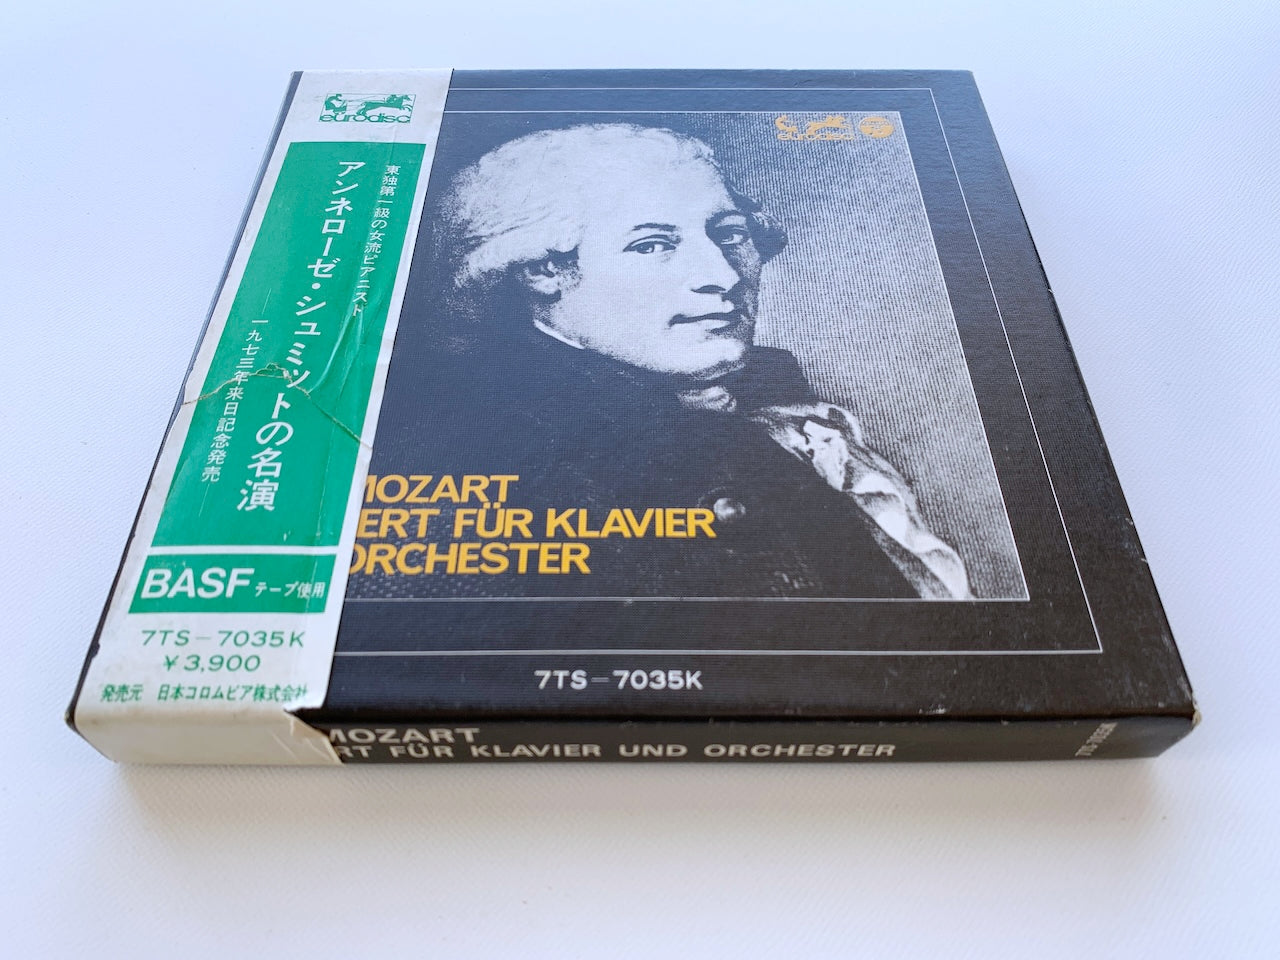 eurodisc
東独第一級の女流ピアニスト
アンネローゼ・シュミットの名演
一九七三年来日記念発売
BASF テープ使用
7TS-7035K
¥3,900
発売元 日本コロムビア株式会社
eurodisc
MOZART
ERT FÜR KLAVIER
ORCHESTER
7TS-7035K
MOZART
RT FÜR KLAVIER UND ORCHESTER